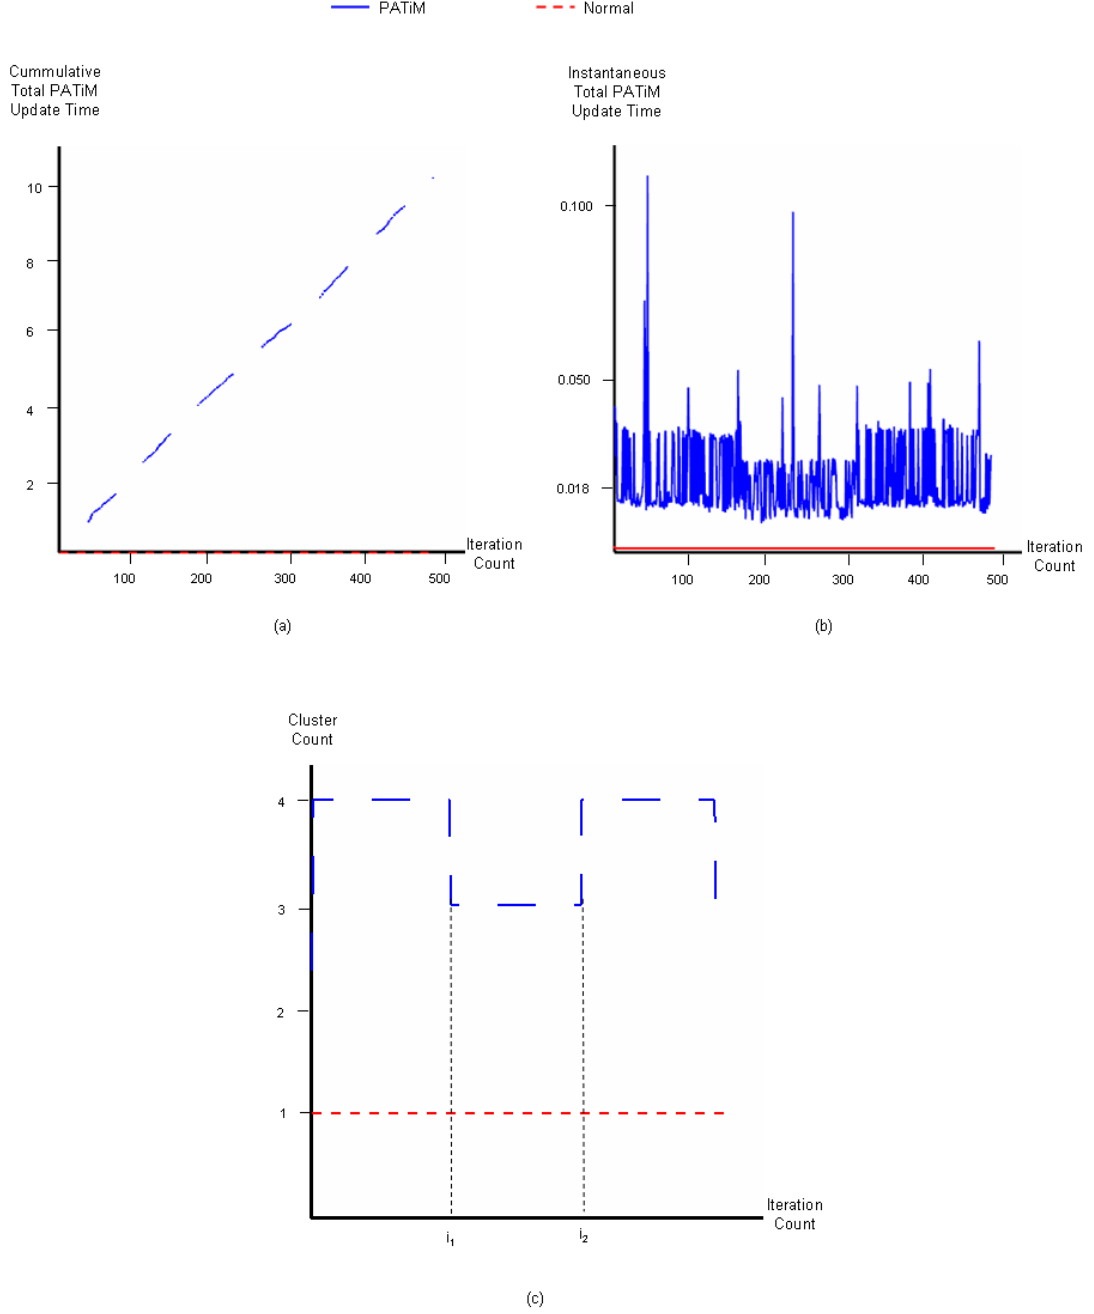 PATiM
Normal
Cummulative
Total PATiM
Update Time
10
8
6
4
2
100
200
300
400
500
Iteration
Count
(a)
Instantaneous
Total PATiM
Update Time
0.100
0.050
0.018
100
200
300
400
500
Iteration
Count
(b)
Cluster
Count
4
3
2
1
i1
i2
Iteration
Count
(c)